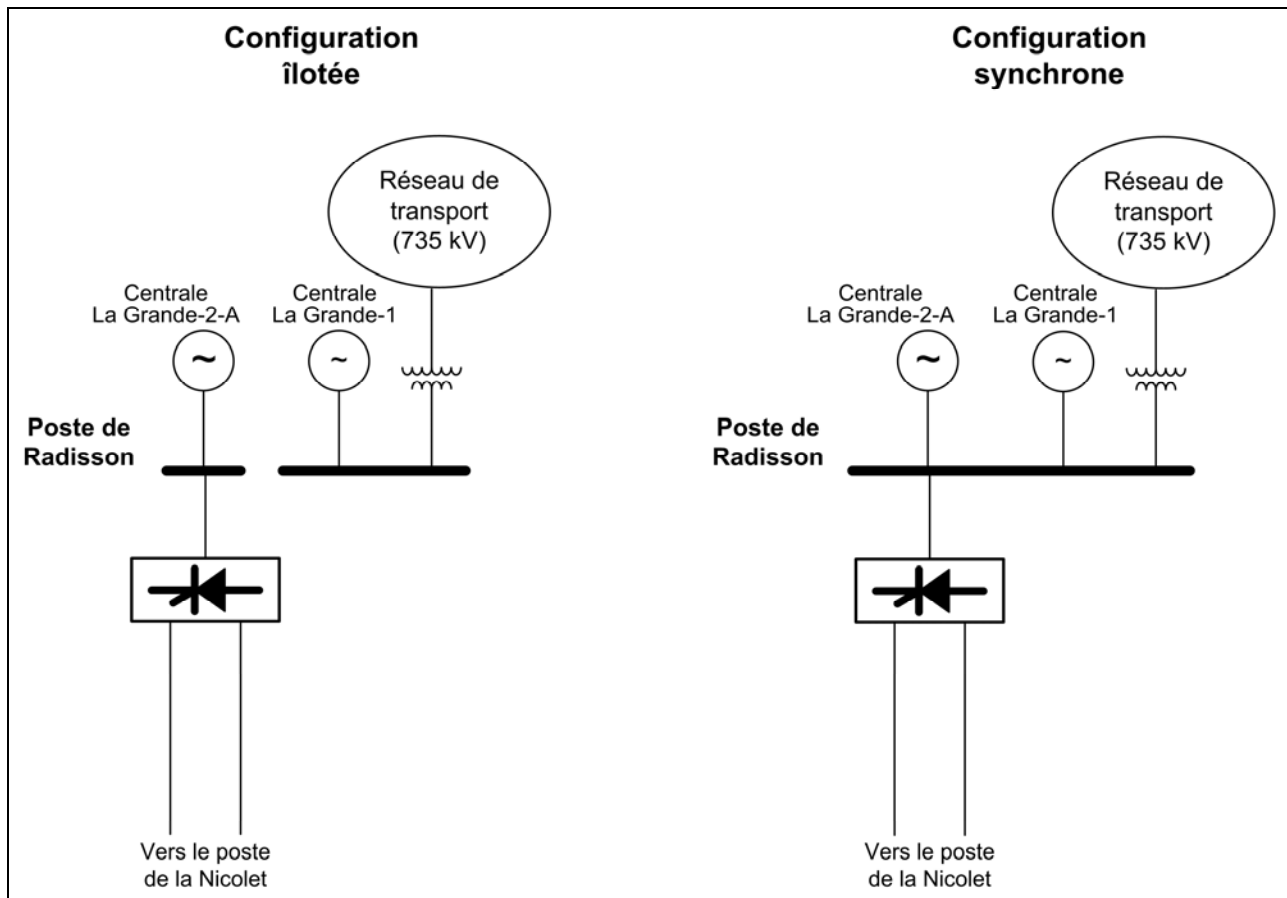 Configuration
îlotée
Réseau de
transport
(735 kV)
Centrale
La Grande-2-A
Centrale
La Grande-1
~
~
Poste de
Radisson
Vers le poste
de la Nicolet
Configuration
synchrone
Réseau de
transport
(735 kV)
Centrale
La Grande-2-A
Centrale
La Grande-1
~
~
Poste de
Radisson
Vers le poste
de la Nicolet